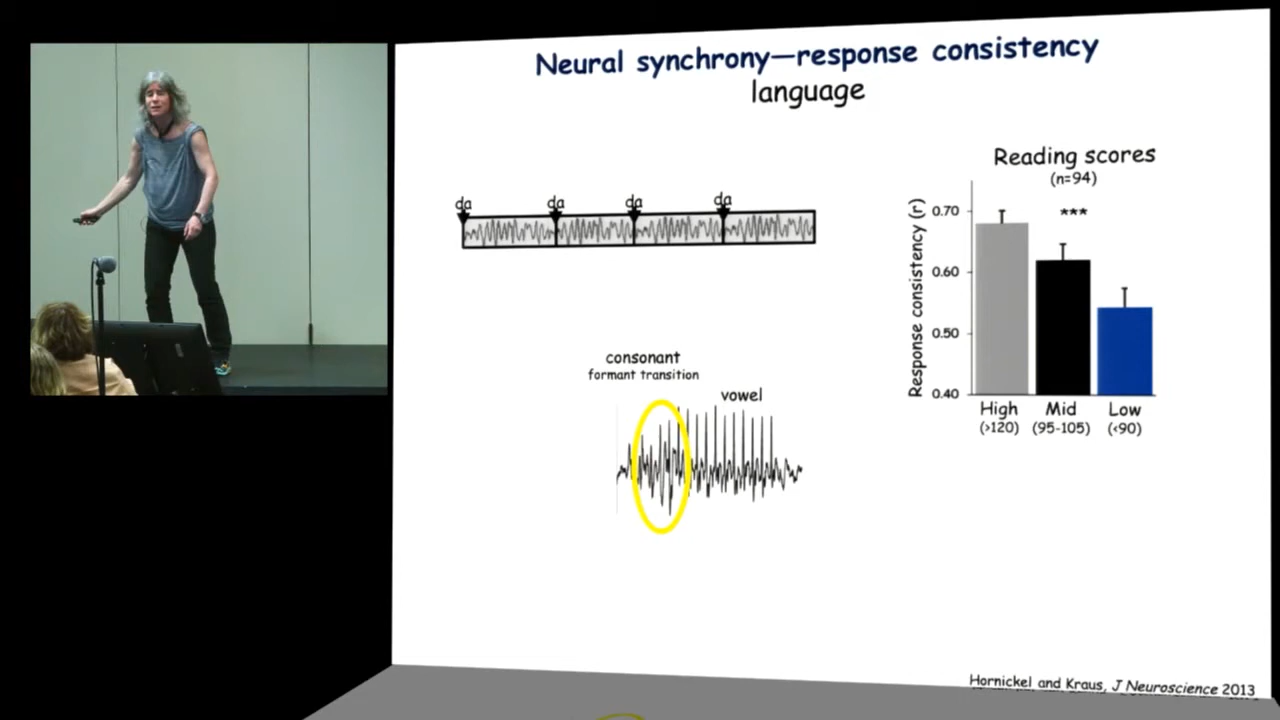 Neural synchrony—response consistency
language
da da da da
consonant
formant transition
vowel
Reading scores
(n=94)
***
Response consistency (r)
0.70
0.60
0.50
0.40
High Mid Low
(>120) (95-105) (<90)
Hornickel and Kraus, J Neuroscience 2013